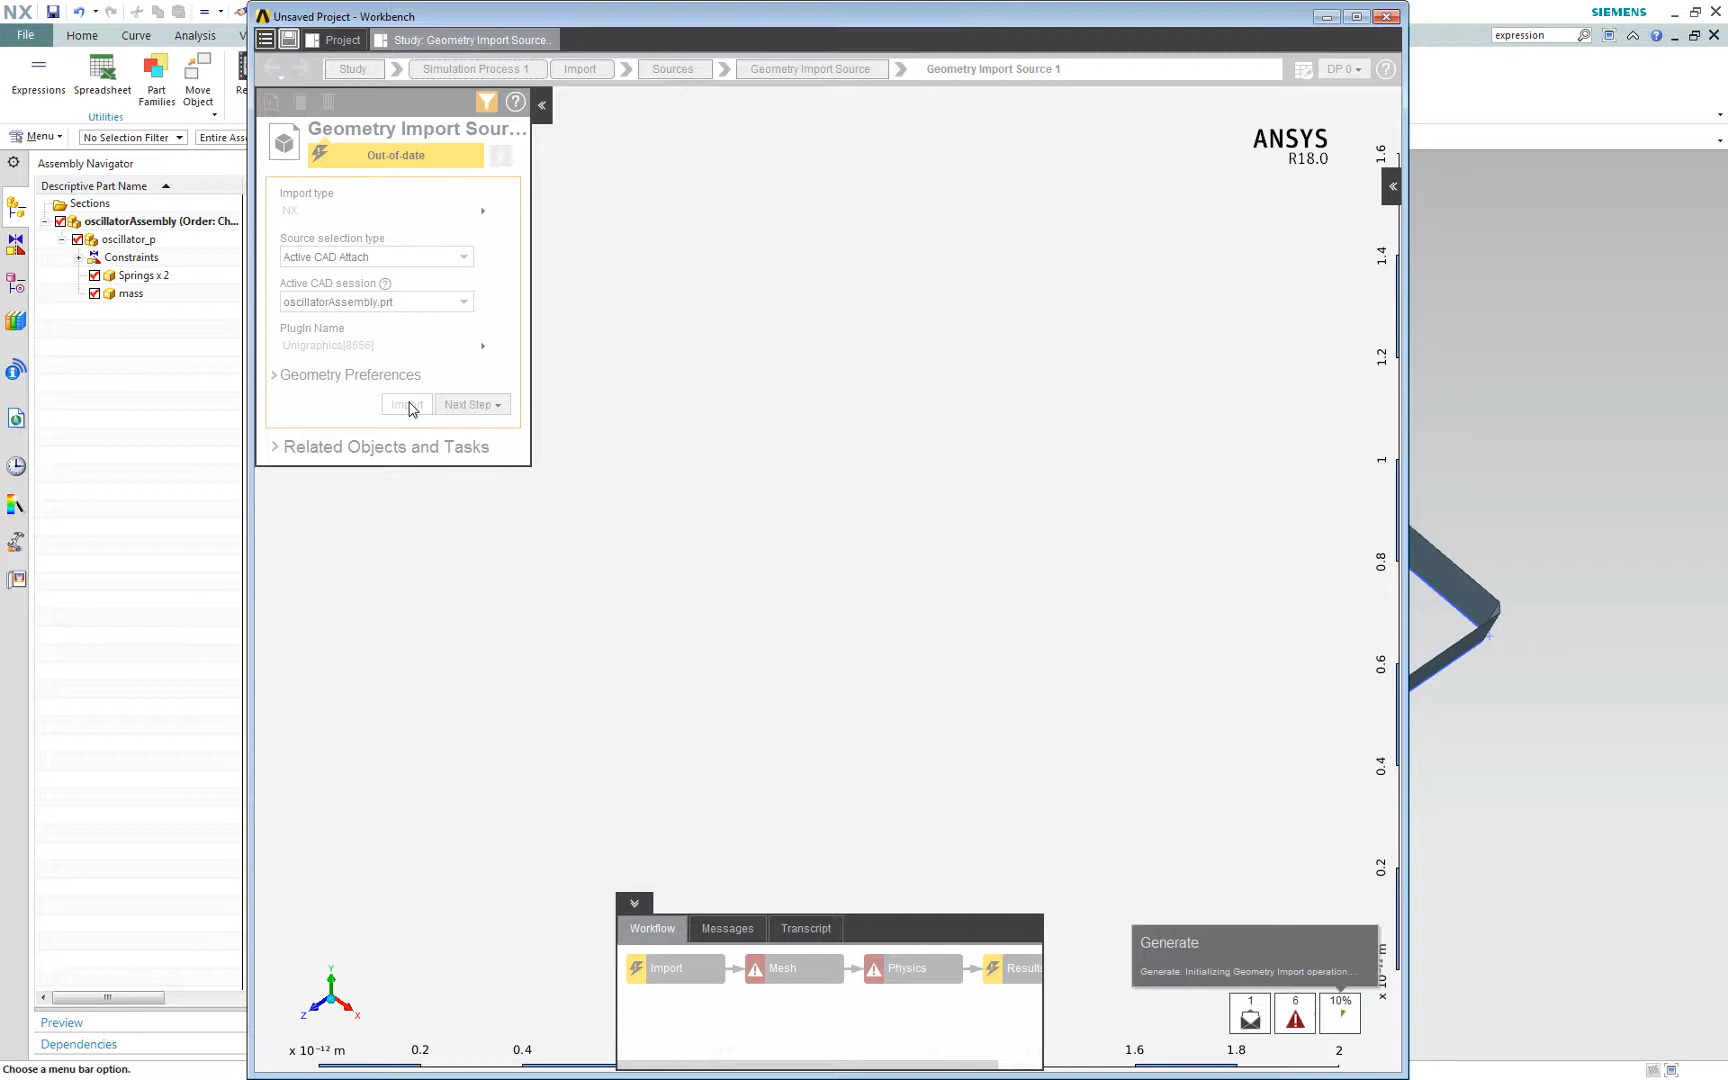 NX
Unsaved Project - Workbench
SIEMENS
File
Home
Curve
Analysis
V
Project
Study: Geometry Import Source..
expression
Study
Simulation Process 1
Import
Sources
Geometry Import Source
Geometry Import Source 1
DP 0
Expressions
Spreadsheet
Part
Families
Move
Object
Re
Utilities
Menu
No Selection Filter
Entire Ass
Assembly Navigator
Descriptive Part Name
Sections
oscillatorAssembly (Order: Ch...
oscillator_p
Constraints
Springs x 2
mass
Geometry Import Sour...
Out-of-date
Import type
NX
Source selection type
Active CAD Attach
Active CAD session
oscillatorAssembly.prt
PlugIn Name
Unigraphics[8656]
Geometry Preferences
Import
Next Step
Related Objects and Tasks
ANSYS
R18.0
1.6
1.4
1.2
1
0.8
0.6
0.4
0.2
Workflow
Messages
Transcript
Import
Mesh
Physics
Results
Generate
Generate: Initializing Geometry Import operation....
1
6
10%
Y
Z
X
x 10⁻¹² m
0.2
0.4
1.6
1.8
2
Preview
Dependencies
Choose a menu bar option.